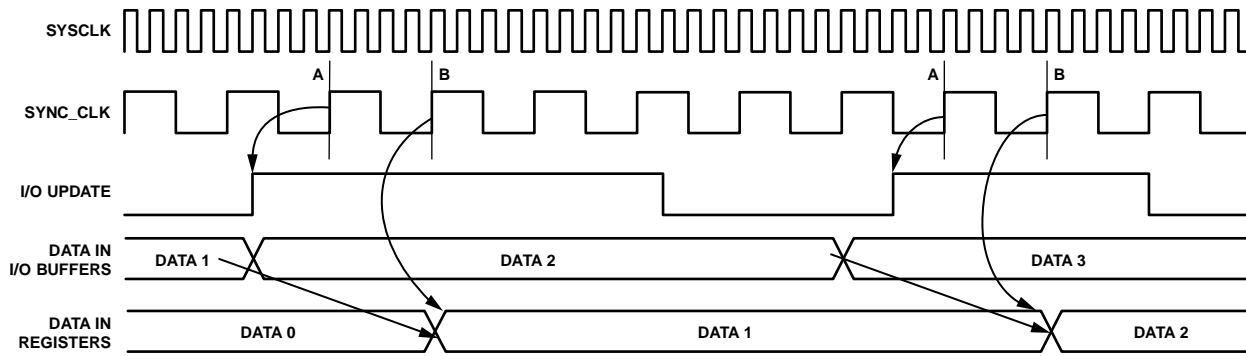 SYSCLK
A B A B
SYNC_CLK
I/O UPDATE
DATA IN
I/O BUFFERS
DATA 1 DATA 2 DATA 3
DATA IN
REGISTERS
DATA 0 DATA 1 DATA 2